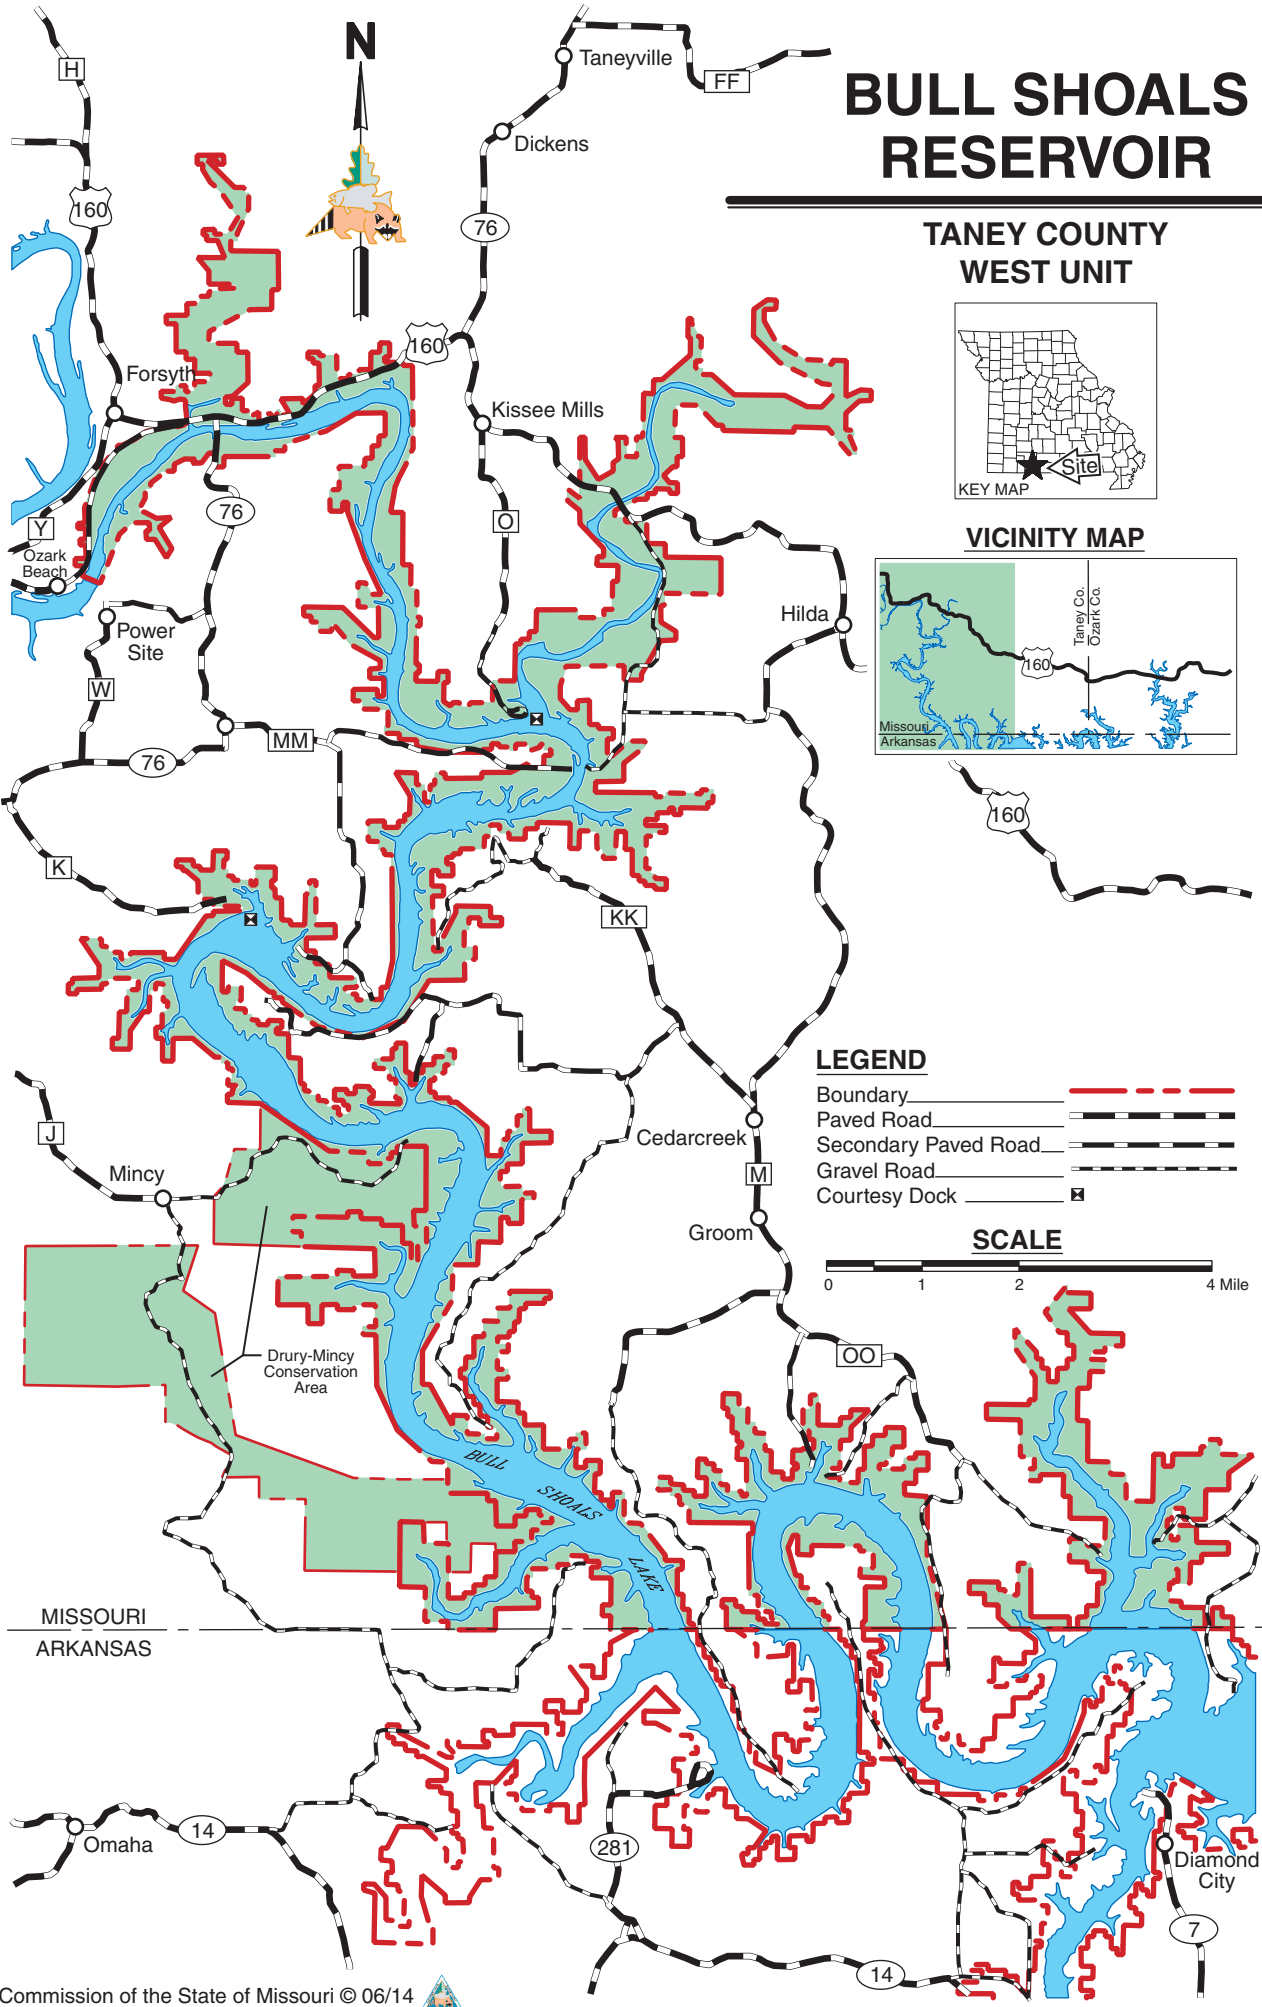 BULL SHOALS
RESERVOIR
TANEY COUNTY
WEST UNIT
N
H
160
Taneyville
FF
Dickens
76
160
Forsyth
Kissee Mills
Site
KEY MAP
VICINITY MAP
Taney Co.
Ozark Co.
160
Missouri
Arkansas
Y
76
O
Ozark
Beach
Power
Site
Hilda
W
MM
76
160
K
KK
LEGEND
Boundary
Paved Road
Secondary Paved Road
Gravel Road
Courtesy Dock
J
Cedarcreek
Mincy
M
Groom
SCALE
0 1 2 4 Mile
Drury-Mincy
Conservation
Area
OO
BULL
SHOALS
LAKE
MISSOURI
ARKANSAS
Omaha
14
281
Diamond
City
7
14
Commission of the State of Missouri © 06/14